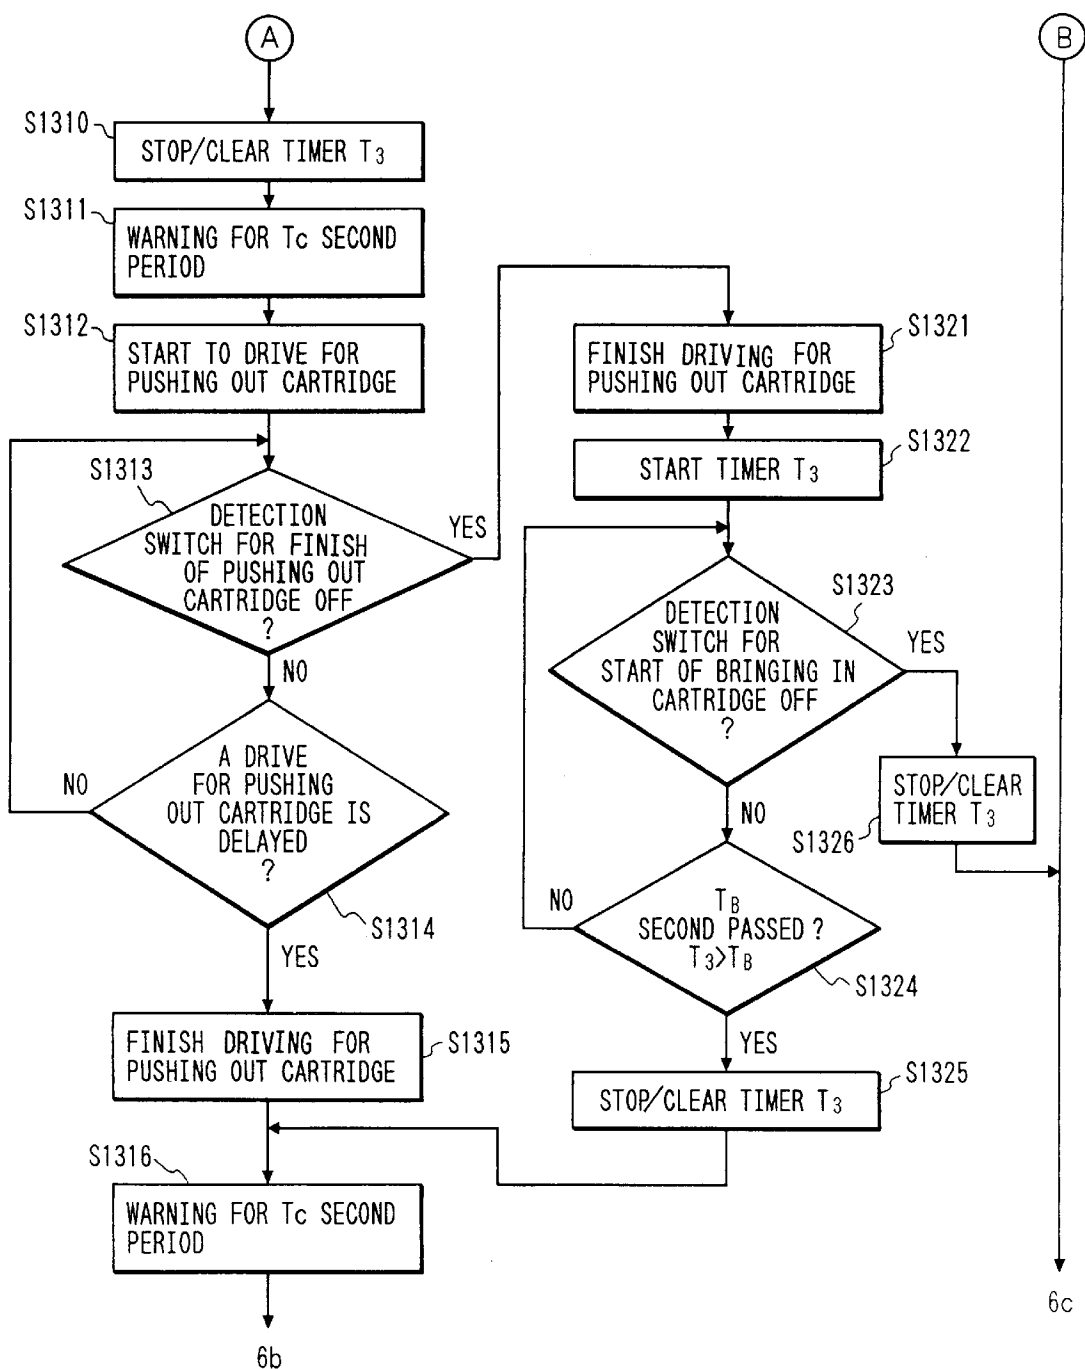 A
S1310
STOP/CLEAR TIMER T3
S1311
WARNING FOR Tc SECOND
PERIOD
S1312
START TO DRIVE FOR
PUSHING OUT CARTRIDGE
S1313
DETECTION
SWITCH FOR FINISH
OF PUSHING OUT
CARTRIDGE OFF
?
YES
NO
A DRIVE
FOR PUSHING
OUT CARTRIDGE IS
DELAYED
?
NO
S1314
YES
FINISH DRIVING FOR
PUSHING OUT CARTRIDGE
S1315
S1316
WARNING FOR Tc SECOND
PERIOD
6b
S1321
FINISH DRIVING FOR
PUSHING OUT CARTRIDGE
S1322
START TIMER T3
S1323
DETECTION
SWITCH FOR
START OF BRINGING IN
CARTRIDGE OFF
?
YES
NO
STOP/CLEAR
TIMER T3
S1326
TB
SECOND PASSED ?
T3>TB
NO
S1324
YES
S1325
STOP/CLEAR TIMER T3
B
6c